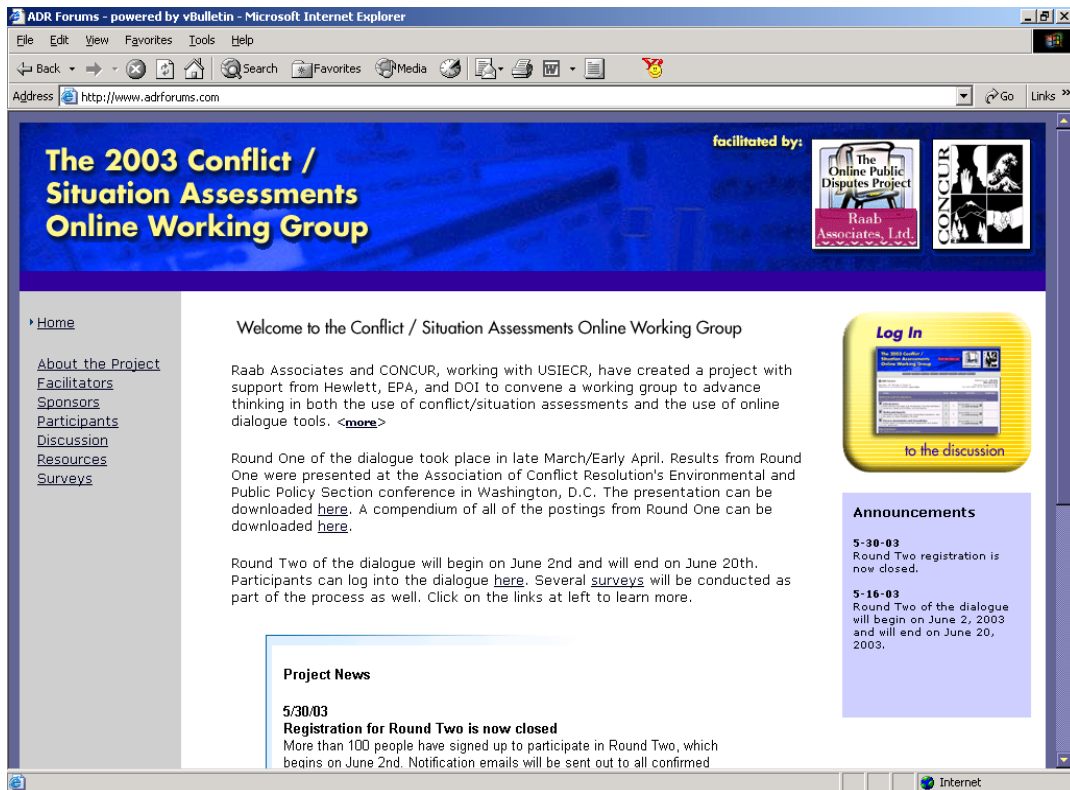 ADR Forums - powered by vBulletin - Microsoft Internet Explorer
File Edit View Favorites Tools Help
Back Search Favorites Media
Address http://www.adrforums.com Go Links »
The 2003 Conflict /
Situation Assessments
Online Working Group
facilitated by:
The
Online Public
Disputes Project
Raab
Associates, Ltd.
CONCUR
Home
About the Project
Facilitators
Sponsors
Participants
Discussion
Resources
Surveys
Welcome to the Conflict / Situation Assessments Online Working Group
Raab Associates and CONCUR, working with USIECR, have created a project with
support from Hewlett, EPA, and DOI to convene a working group to advance
thinking in both the use of conflict/situation assessments and the use of online
dialogue tools. <more>
Round One of the dialogue took place in late March/Early April. Results from Round
One were presented at the Association of Conflict Resolution's Environmental and
Public Policy Section conference in Washington, D.C. The presentation can be
downloaded here. A compendium of all of the postings from Round One can be
downloaded here.
Round Two of the dialogue will begin on June 2nd and will end on June 20th.
Participants can log into the dialogue here. Several surveys will be conducted as
part of the process as well. Click on the links at left to learn more.
Project News
5/30/03
Registration for Round Two is now closed
More than 100 people have signed up to participate in Round Two, which
begins on June 2nd. Notification emails will be sent out to all confirmed
Log In
The 2003 Conflict /
Situation Assessments
Online Working Group
to the discussion
Announcements
5-30-03
Round Two registration is
now closed.
5-16-03
Round Two of the dialogue
will begin on June 2, 2003
and will end on June 20,
2003.
Internet